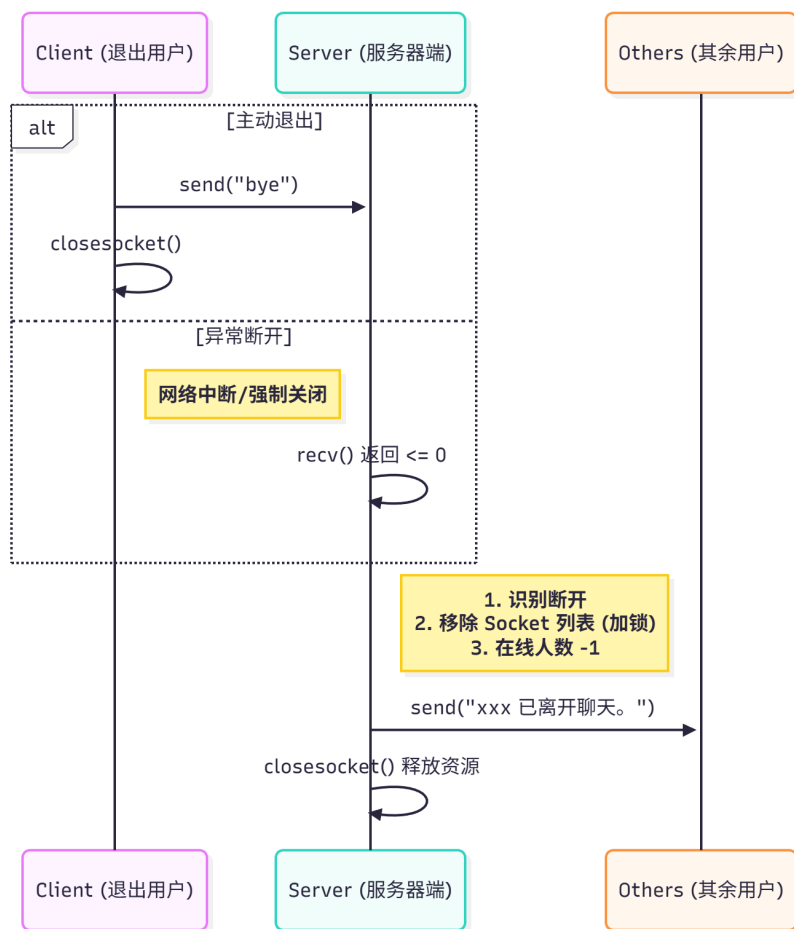 Client (退出用户)
Server (服务器端)
Others (其余用户)
alt
[主动退出]
send("bye")
closesocket()
[异常断开]
网络中断/强制关闭
recv() 返回 <= 0
1. 识别断开
2. 移除 Socket 列表 (加锁)
3. 在线人数 -1
send("xxx 已离开聊天。")
closesocket() 释放资源
Client (退出用户)
Server (服务器端)
Others (其余用户)